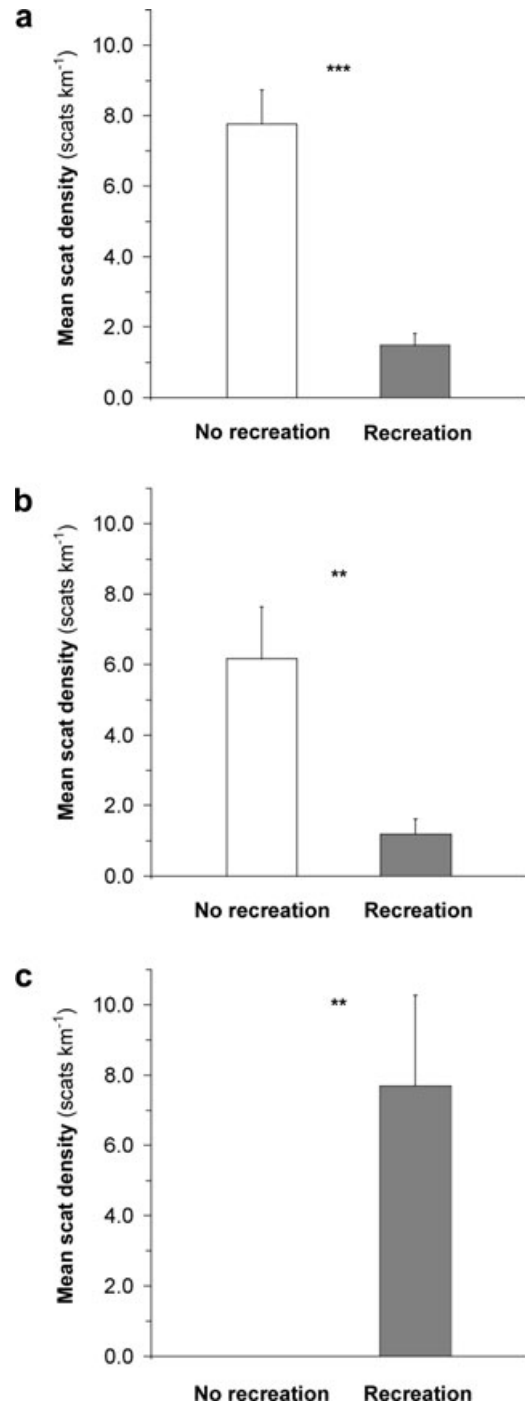 a
Mean scat density (scats km⁻¹)
10.0
8.0
6.0
4.0
2.0
0.0
***
No recreation Recreation
b
Mean scat density (scats km⁻¹)
10.0
8.0
6.0
4.0
2.0
0.0
**
No recreation Recreation
c
Mean scat density (scats km⁻¹)
10.0
8.0
6.0
4.0
2.0
0.0
**
No recreation Recreation